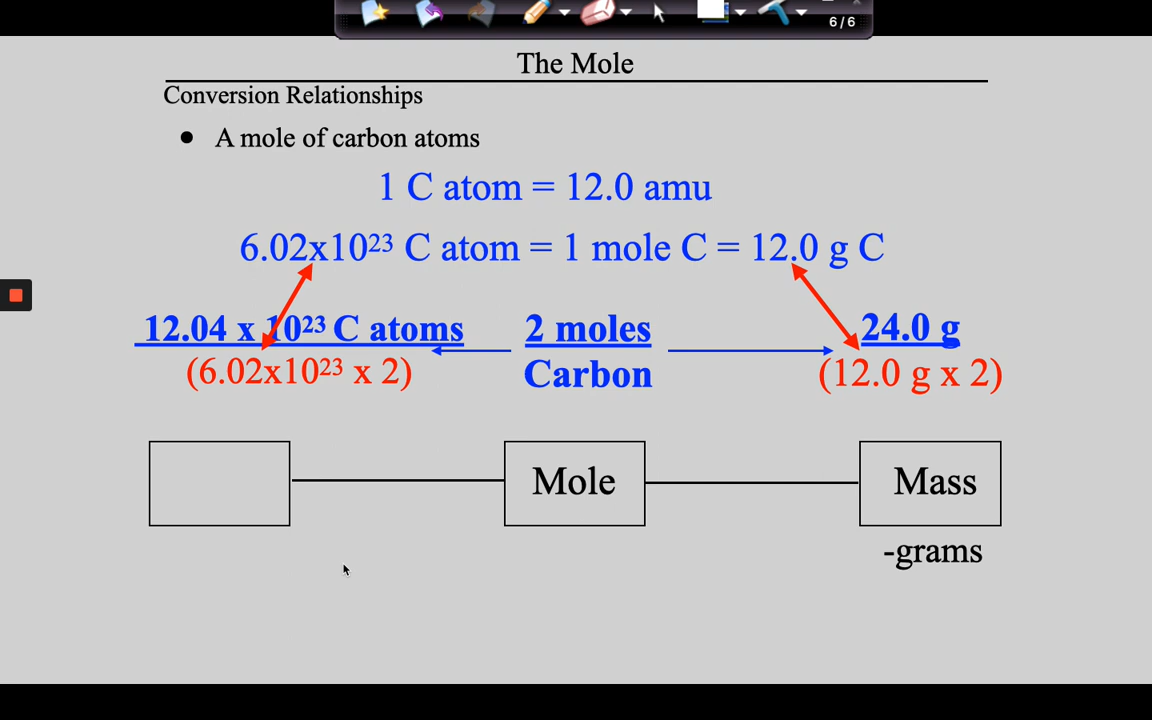 6/6
The Mole
Conversion Relationships
● A mole of carbon atoms
1 C atom = 12.0 amu
6.02x10²³ C atom = 1 mole C = 12.0 g C
12.04 x 10²³ C atoms 2 moles 24.0 g
(6.02x10²³ x 2) Carbon (12.0 g x 2)
Mole Mass
-grams